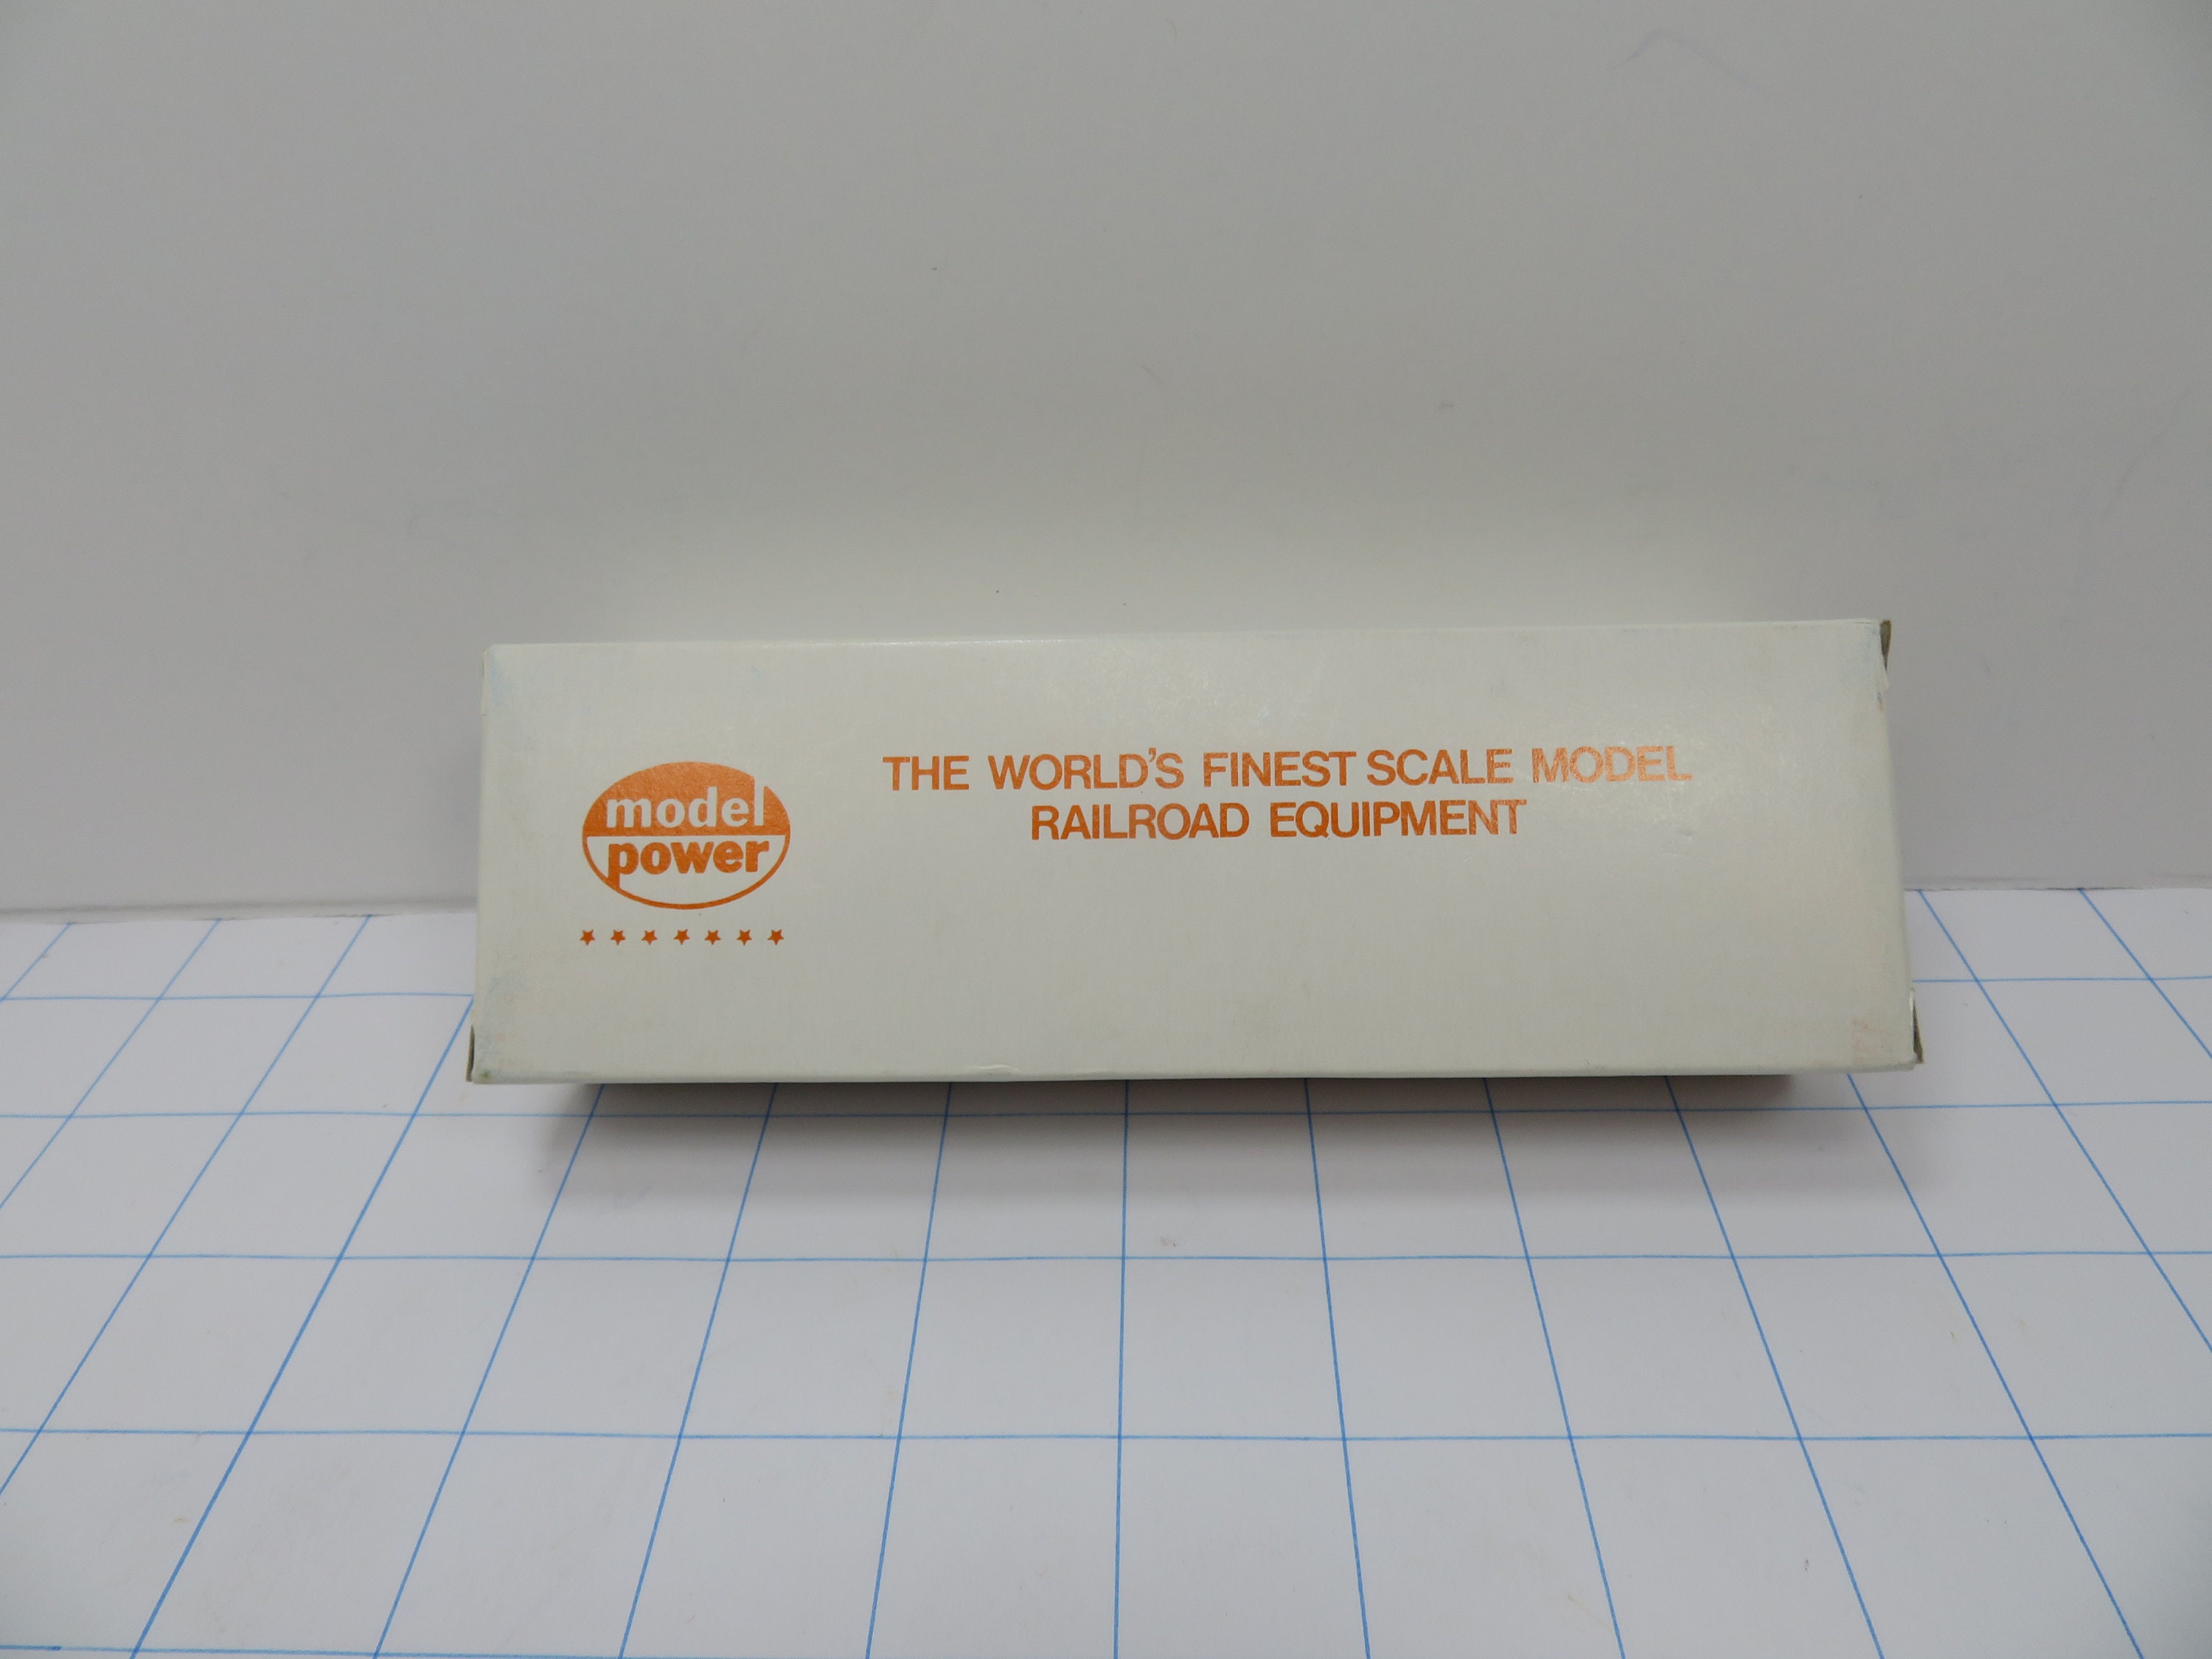 model
power
THE WORLD'S FINEST SCALE MODEL
RAILROAD EQUIPMENT